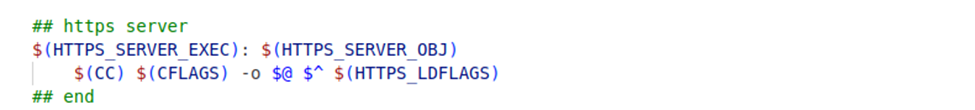 ## https server
$(HTTPS_SERVER_EXEC): $(HTTPS_SERVER_OBJ)
    $(CC) $(CFLAGS) -o $@ $^ $(HTTPS_LDFLAGS)
## end